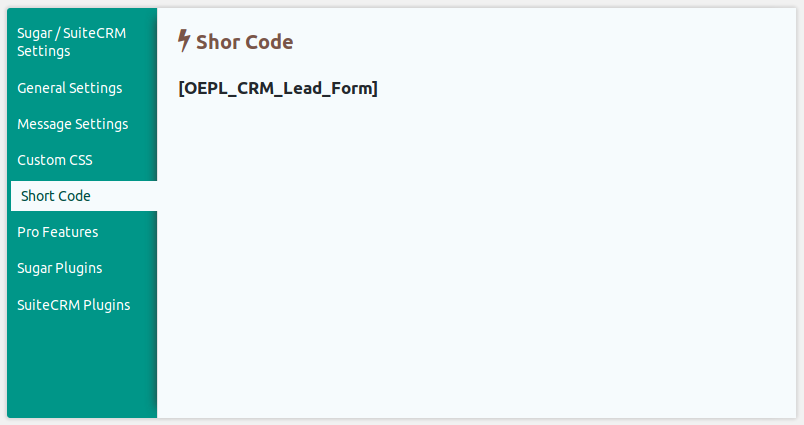 Sugar / SuiteCRM
Settings
General Settings
Message Settings
Custom CSS
Short Code
Pro Features
Sugar Plugins
SuiteCRM Plugins
Shor Code
[OEPL_CRM_Lead_Form]